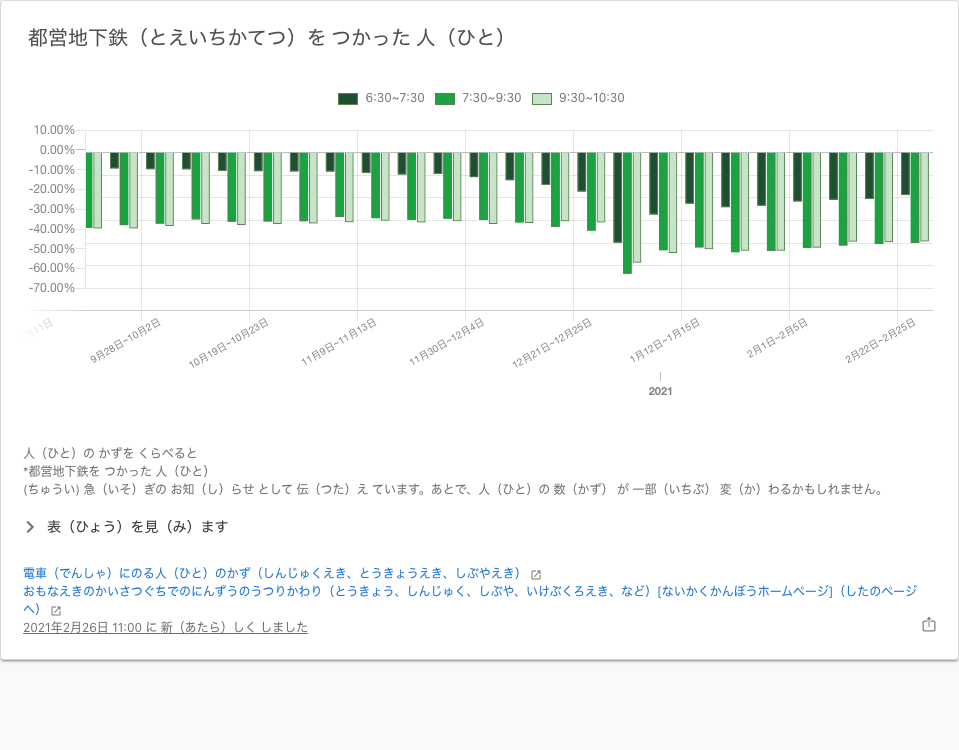 都営地下鉄（とえいちかてつ）を つかった 人（ひと）
6:30~7:30 7:30~9:30 9:30~10:30
10.00%
0.00%
-10.00%
-20.00%
-30.00%
-40.00%
-50.00%
-60.00%
-70.00%
9月28日~10月2日
10月19日~10月23日
11月9日~11月13日
11月30日~12月4日
12月21日~12月25日
1月12日~1月15日
2月1日~2月5日
2月22日~2月25日
2021
人（ひと）の かずを くらべると
*都営地下鉄を つかった 人（ひと）
(ちゅうい) 急（いそ）ぎの お知（し）らせ として 伝（つた）え ています。あとで、人（ひと）の 数（かず） が 一部（いちぶ） 変（か）わるかもしれません。
表（ひょう）を見（み）ます
電車（でんしゃ）にのる人（ひと）のかず（しんじゅくえき、とうきょうえき、しぶやえき）
おもなえきのかいさつぐちでのにんずうのうつりかわり（とうきょう、しんじゅく、しぶや、いけぶくろえき、など）[ないかくかんぼうホームページ]（したのページ
へ）
2021年2月26日 11:00 に 新（あたら）しく しました